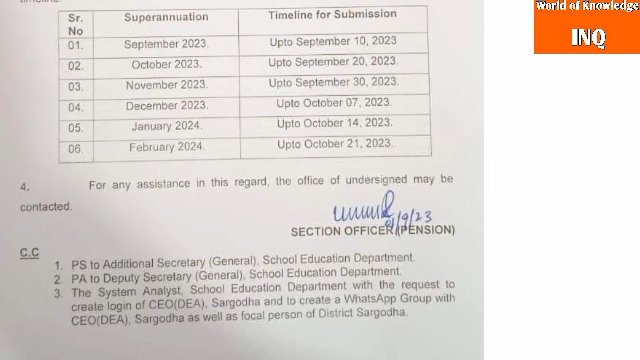 timeline:
Sr. No Superannuation Timeline for Submission
01. September 2023. Upto September 10, 2023
02. October 2023. Upto September 20, 2023.
03. November 2023. Upto September 30, 2023.
04. December 2023. Upto October 07, 2023.
05. January 2024. Upto October 14, 2023.
06. February 2024. Upto October 21, 2023.
4. For any assistance in this regard, the office of undersigned may be
contacted.
01/9/23
SECTION OFFICER (PENSION)
C.C
1. PS to Additional Secretary (General), School Education Department.
2. PA to Deputy Secretary (General), School Education Department.
3. The System Analyst, School Education Department with the request to
create login of CEO(DEA), Sargodha and to create a WhatsApp Group with
CEO(DEA), Sargodha as well as focal person of District Sargodha.
World of Knowledge
INQ